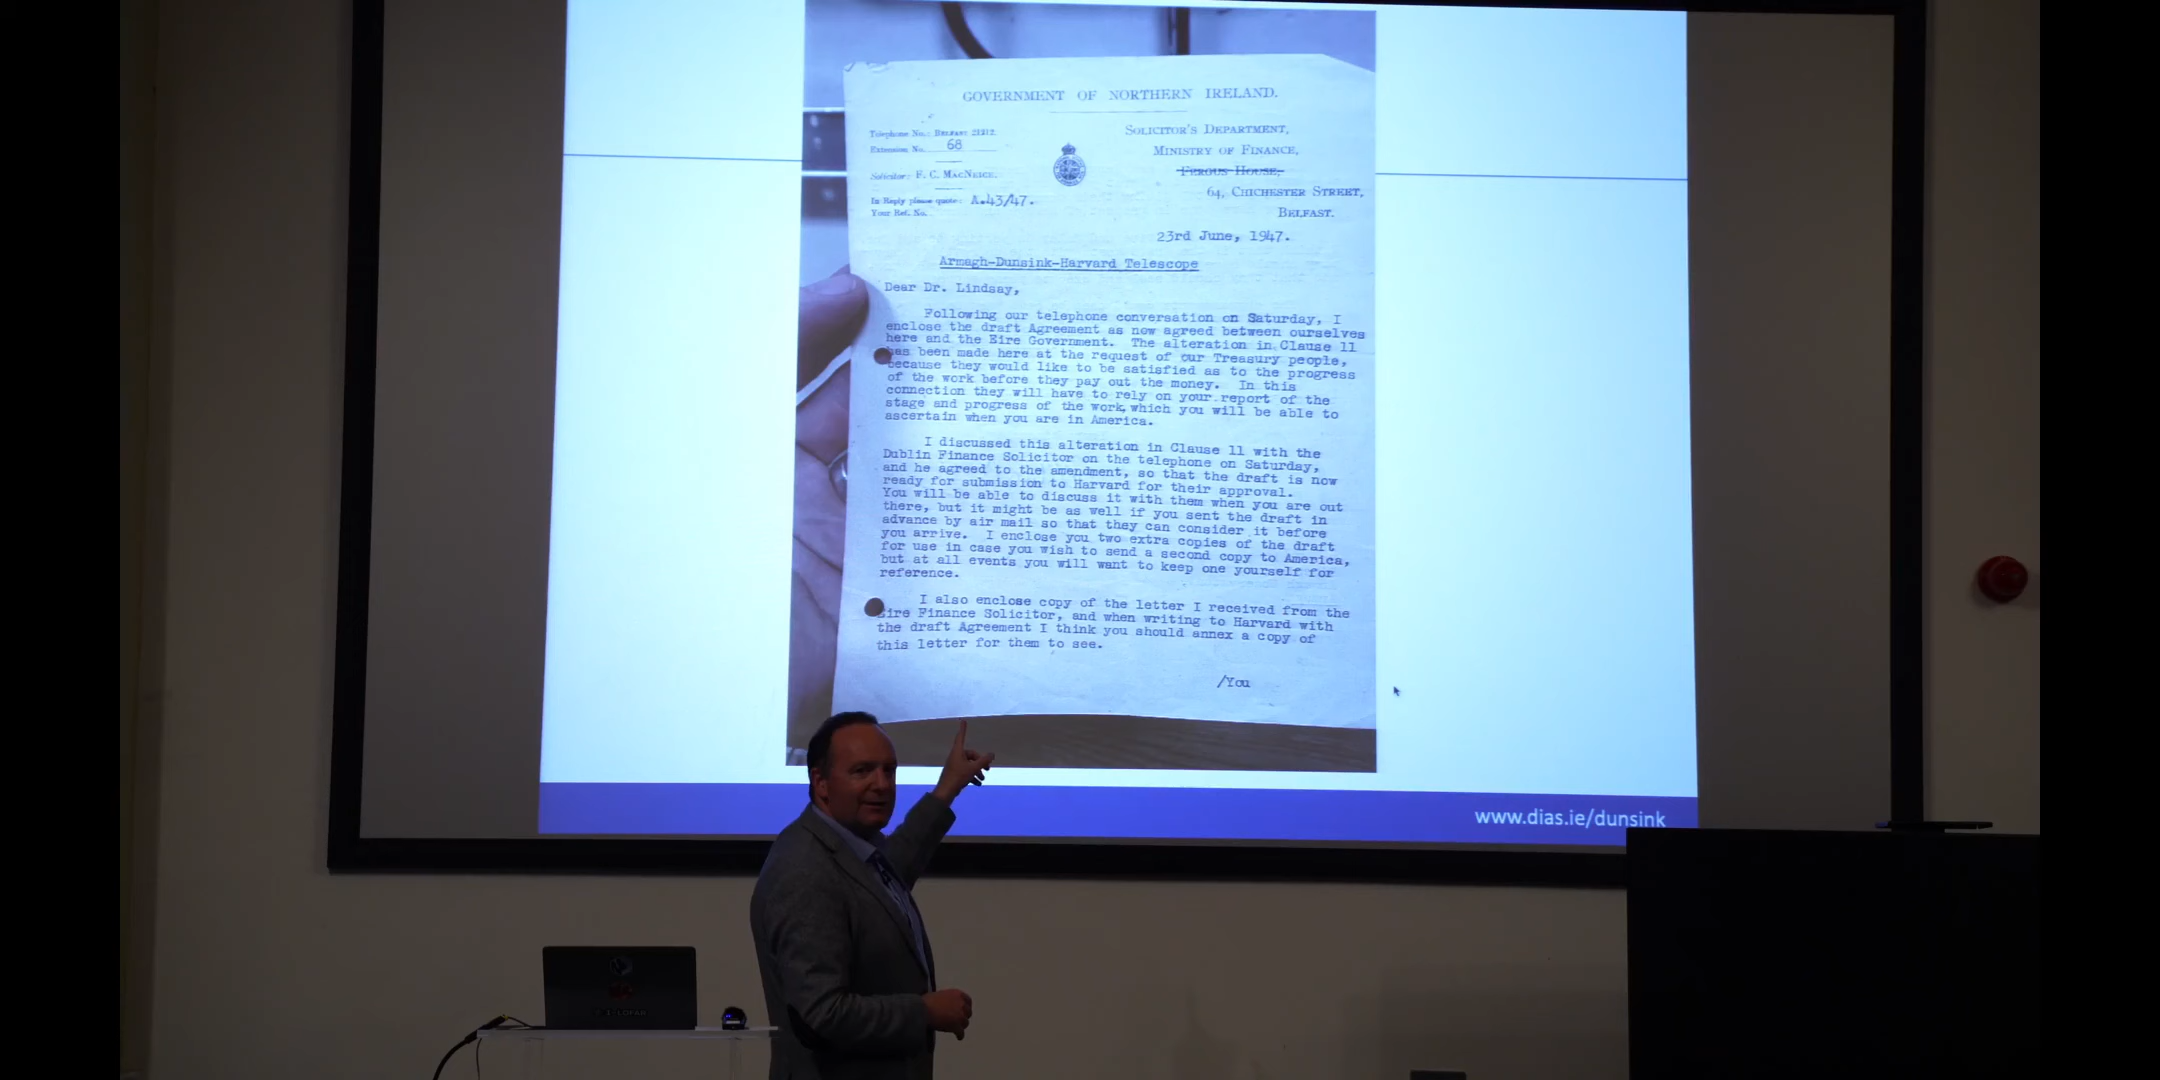 GOVERNMENT OF NORTHERN IRELAND.
Telephone No.: BELFAST 21212.
Extension No. 68
Solicitor: F. C. MACNEICE.
In Reply please quote: A.43/47.
Your Ref. No.
SOLICITOR'S DEPARTMENT,
MINISTRY OF FINANCE,
FERGUS HOUSE,
64, CHICHESTER STREET,
BELFAST.
23rd June, 1947.
Armagh-Dunsink-Harvard Telescope
Dear Dr. Lindsay,
Following our telephone conversation on Saturday, I
enclose the draft Agreement as now agreed between ourselves
here and the Eire Government. The alteration in Clause 11
has been made here at the request of our Treasury people,
because they would like to be satisfied as to the progress
of the work before they pay out the money. In this
connection they will have to rely on your report of the
stage and progress of the work, which you will be able to
ascertain when you are in America.
I discussed this alteration in Clause 11 with the
Dublin Finance Solicitor on the telephone on Saturday,
and he agreed to the amendment, so that the draft is now
ready for submission to Harvard for their approval.
You will be able to discuss it with them when you are out
there, but it might be as well if you sent the draft in
advance by air mail so that they can consider it before
you arrive. I enclose you two extra copies of the draft
for use in case you wish to send a second copy to America,
but at all events you will want to keep one yourself for
reference.
I also enclose copy of the letter I received from the
Eire Finance Solicitor, and when writing to Harvard with
the draft Agreement I think you should annex a copy of
this letter for them to see.
/You
www.dias.ie/dunsink
LOFAR